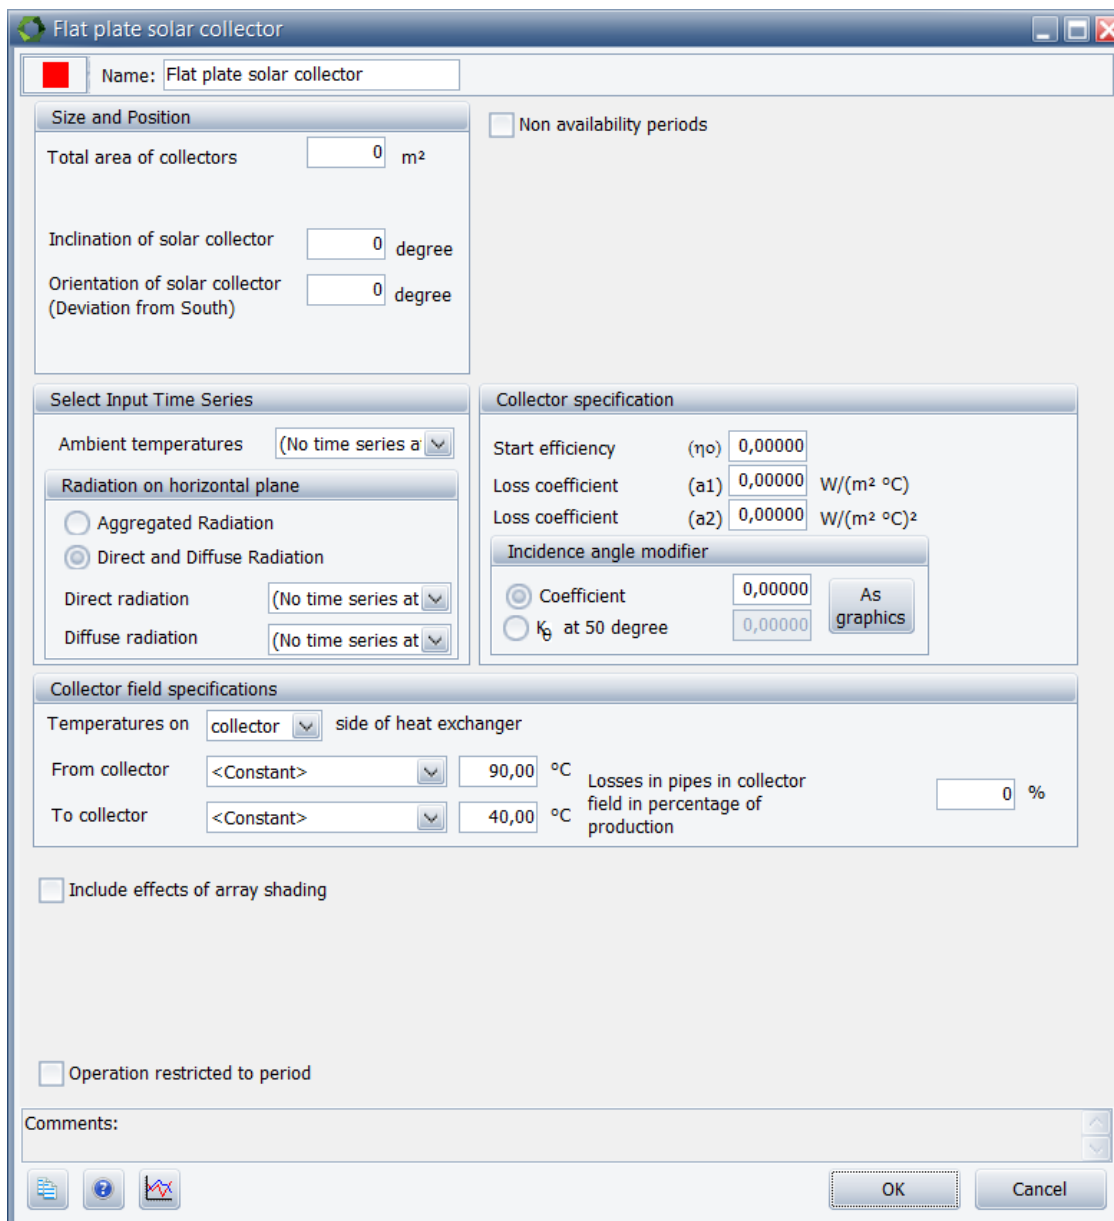 Flat plate solar collector
Name: Flat plate solar collector
Size and Position
Total area of collectors 0 m²
Inclination of solar collector 0 degree
Orientation of solar collector
(Deviation from South) 0 degree
Non availability periods
Select Input Time Series
Ambient temperatures (No time series a
Radiation on horizontal plane
Aggregated Radiation
Direct and Diffuse Radiation
Direct radiation (No time series at
Diffuse radiation (No time series at
Collector specification
Start efficiency (ηo) 0,00000
Loss coefficient (a1) 0,00000 W/(m² °C)
Loss coefficient (a2) 0,00000 W/(m² °C)²
Incidence angle modifier
Coefficient 0,00000
Kθ at 50 degree 0,00000
As
graphics
Collector field specifications
Temperatures on collector side of heat exchanger
From collector <Constant> 90,00 °C
To collector <Constant> 40,00 °C
Losses in pipes in collector
field in percentage of
production
0 %
Include effects of array shading
Operation restricted to period
Comments:
OK Cancel